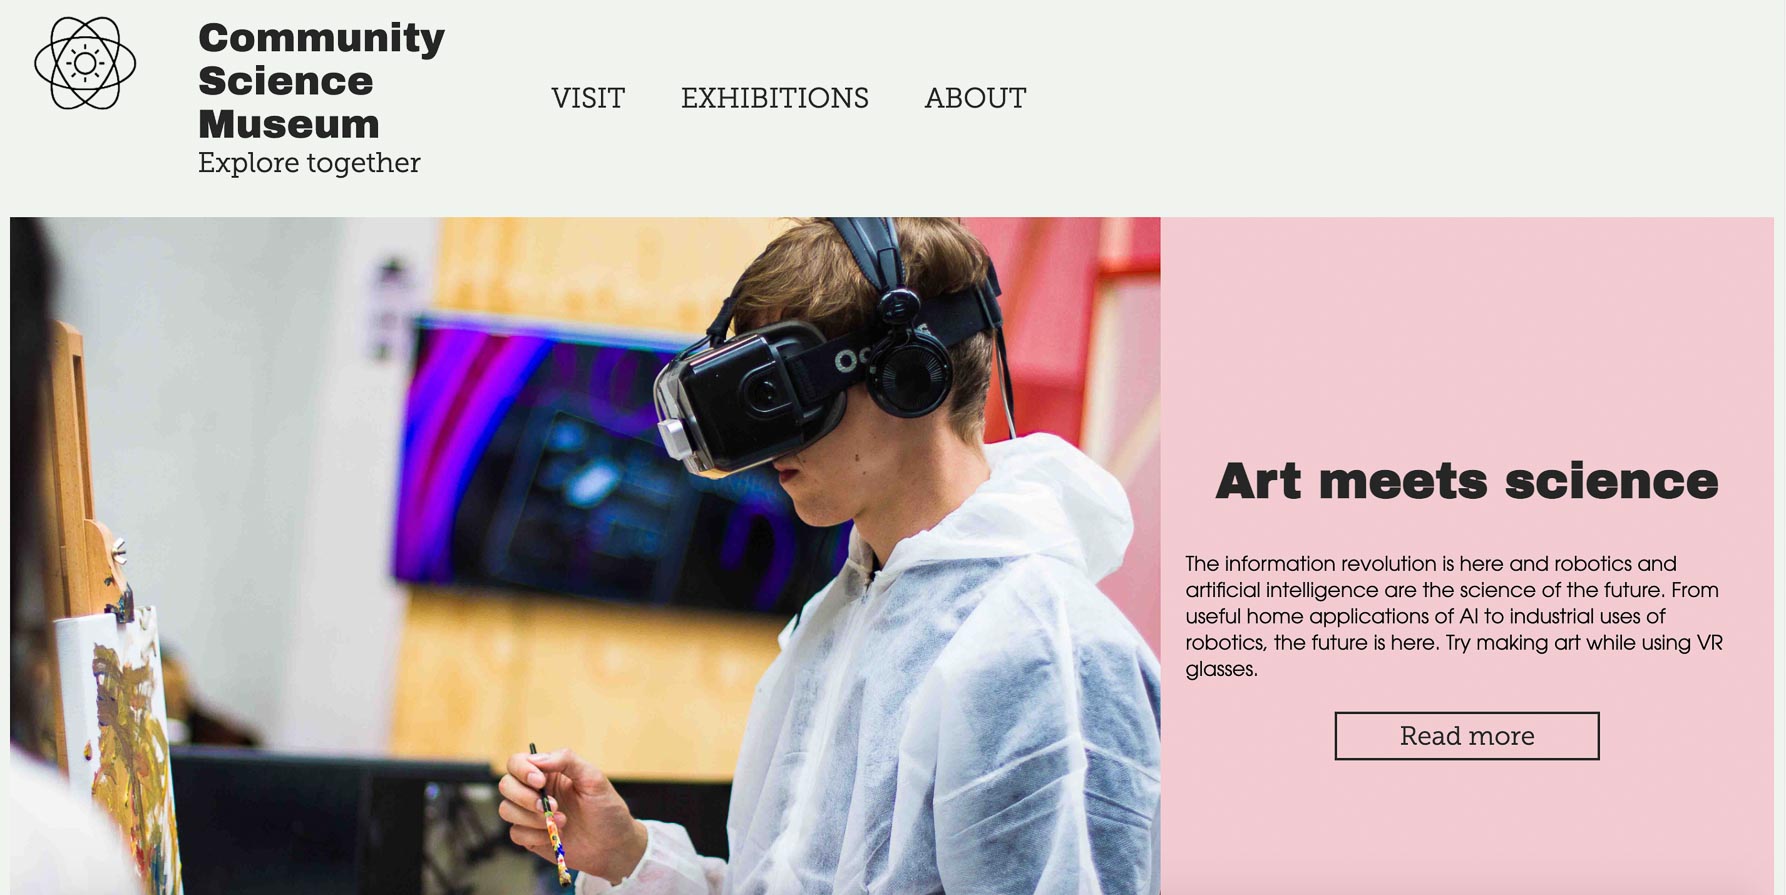 Community
Science
Museum
Explore together
VISIT
EXHIBITIONS
ABOUT
Art meets science
The information revolution is here and robotics and
artificial intelligence are the science of the future. From
useful home applications of AI to industrial uses of
robotics, the future is here. Try making art while using VR
glasses.
Read more